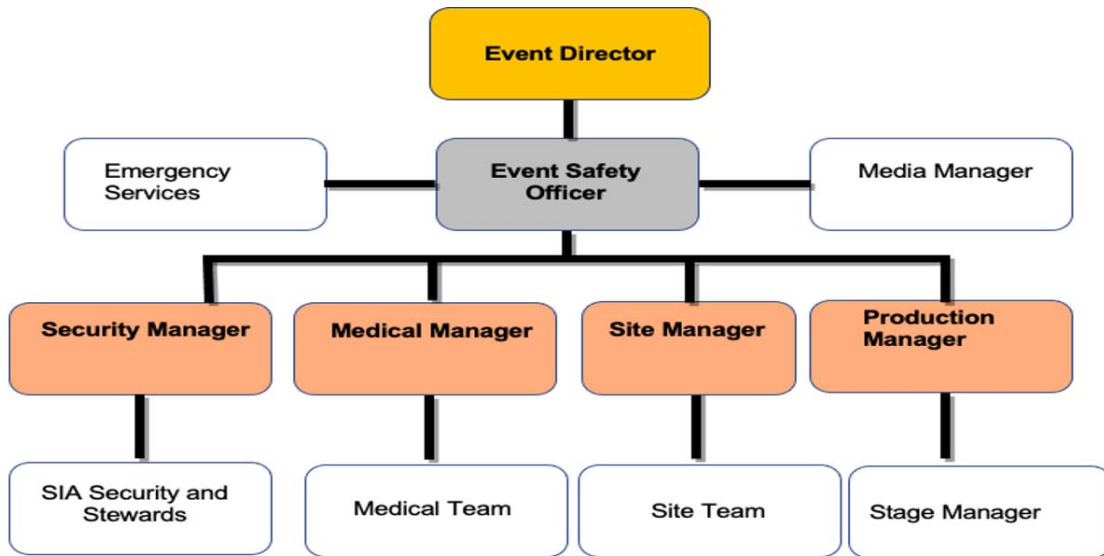 Event Director
Emergency
Services
Event Safety
Officer
Media Manager
Security Manager
Medical Manager
Site Manager
Production
Manager
SIA Security and
Stewards
Medical Team
Site Team
Stage Manager